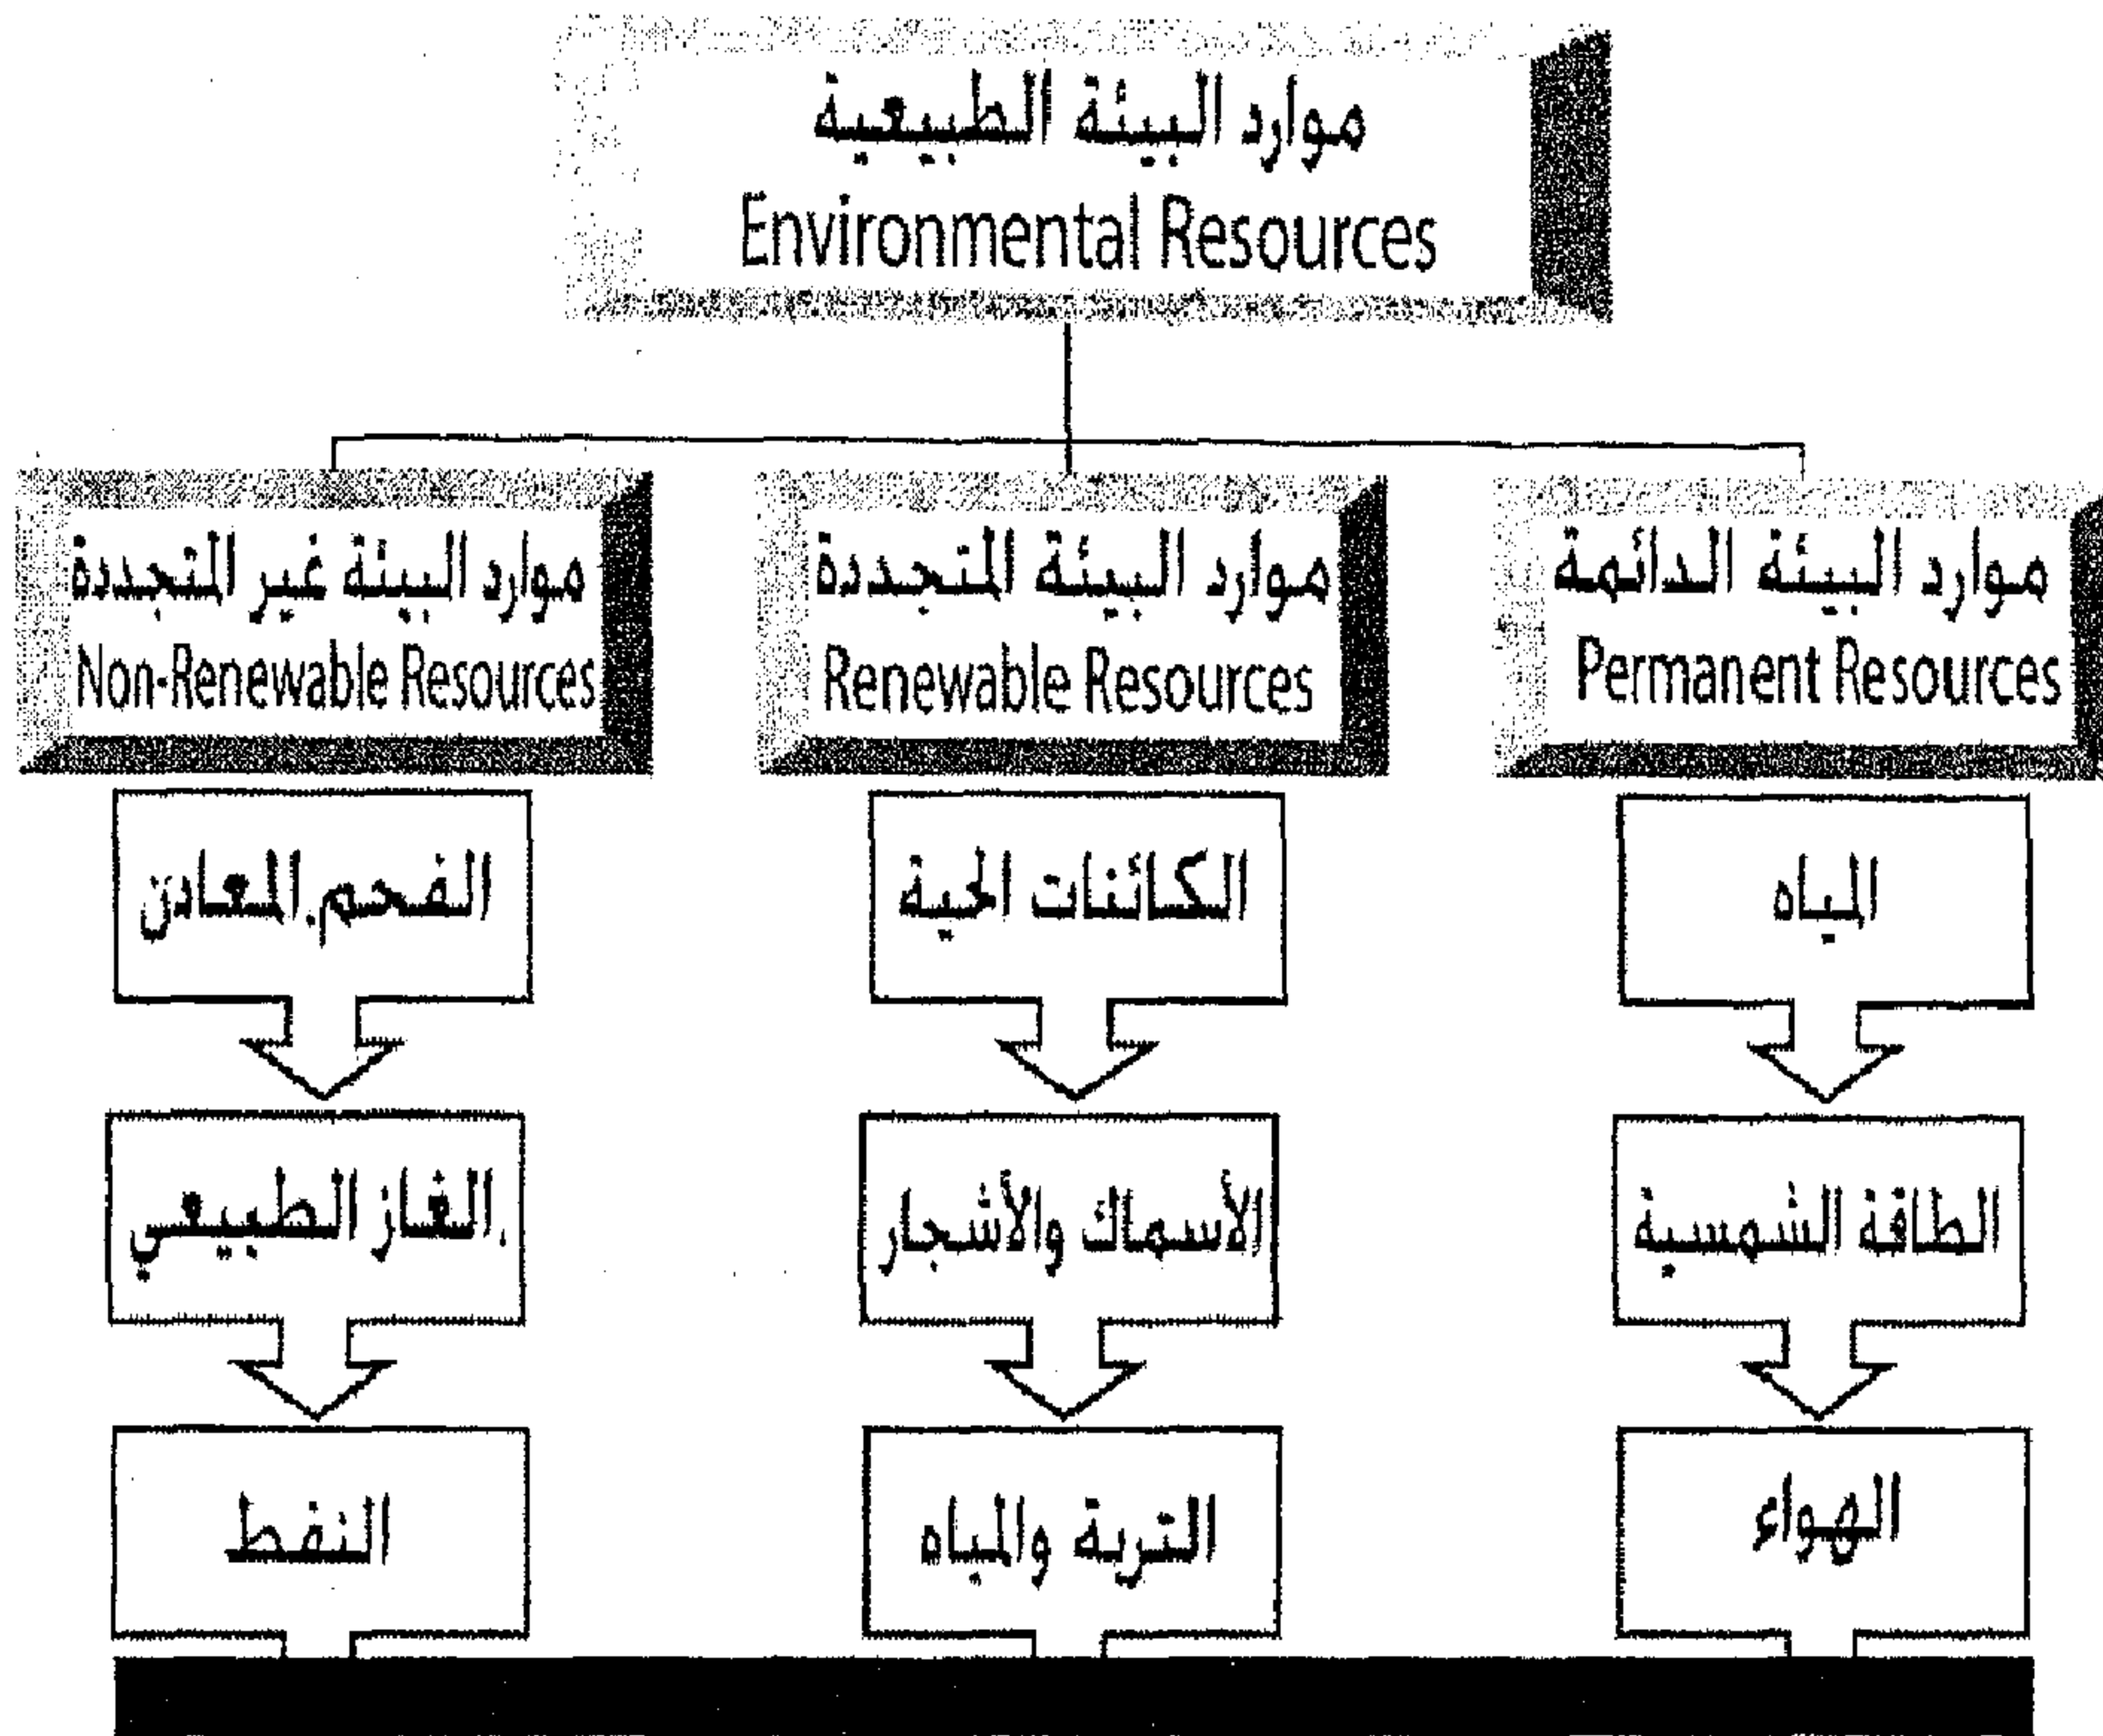 موارد البيئة الطبيعية
Environmental Resources
موارد البيئة الدائمة
Permanent Resources
موارد البيئة المتجددة
Renewable Resources
موارد البيئة غير المتجددة
Non-Renewable Resources
المياه
الكائنات الحية
الفحم.المعادن
الطاقة الشمسية
الأسماك والأشجار
.الغاز الطبيعي
الهواء
التربة والمياه
النفط